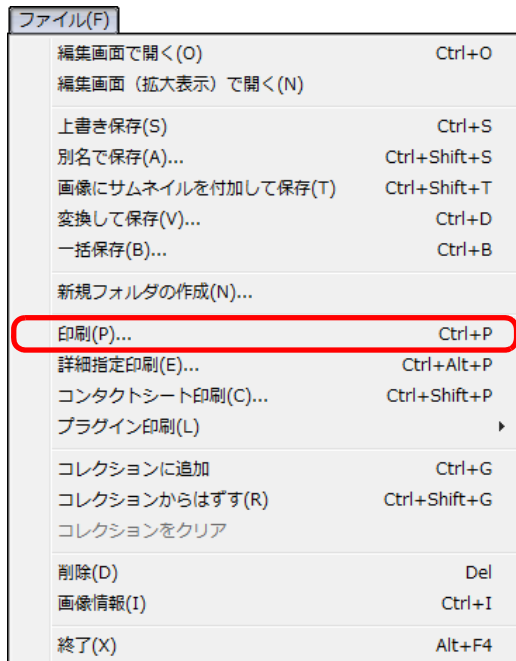 ファイル(F)
編集画面で開く(O) Ctrl+O
編集画面（拡大表示）で開く(N)
上書き保存(S) Ctrl+S
別名で保存(A)... Ctrl+Shift+S
画像にサムネイルを付加して保存(T) Ctrl+Shift+T
変換して保存(V)... Ctrl+D
一括保存(B)... Ctrl+B
新規フォルダの作成(N)...
印刷(P)... Ctrl+P
詳細指定印刷(E)... Ctrl+Alt+P
コンタクトシート印刷(C)... Ctrl+Shift+P
プラグイン印刷(L)
コレクションに追加 Ctrl+G
コレクションからはずす(R) Ctrl+Shift+G
コレクションをクリア
削除(D) Del
画像情報(I) Ctrl+I
終了(X) Alt+F4